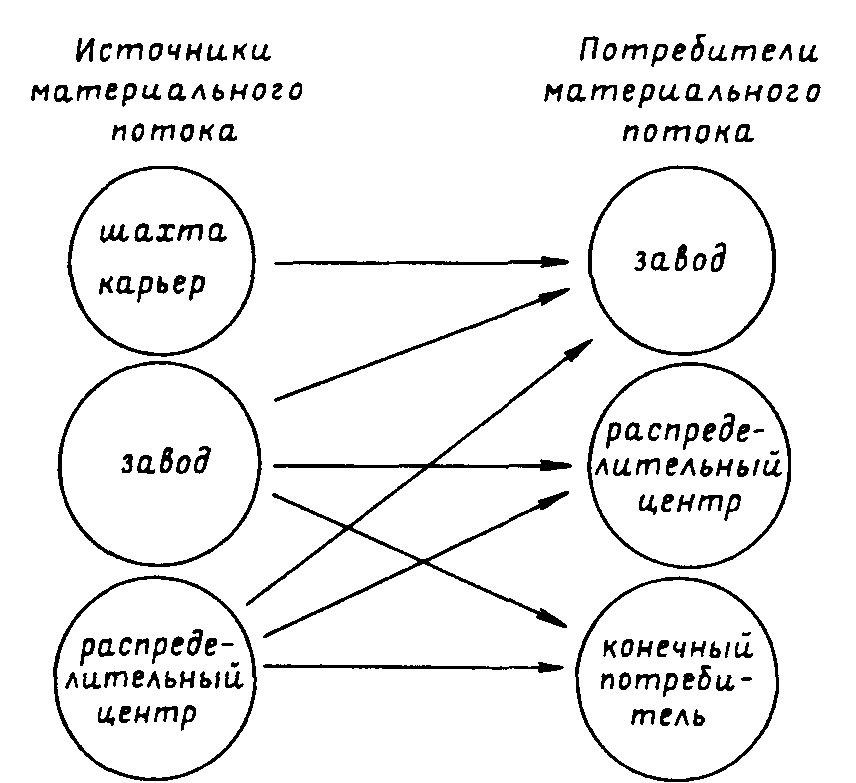 Источники
материального
потока
Потребители
материального
потока
шахта
карьер
завод
распреде-
лительный
центр
завод
распреде-
лительный
центр
конечный
потреби-
тель